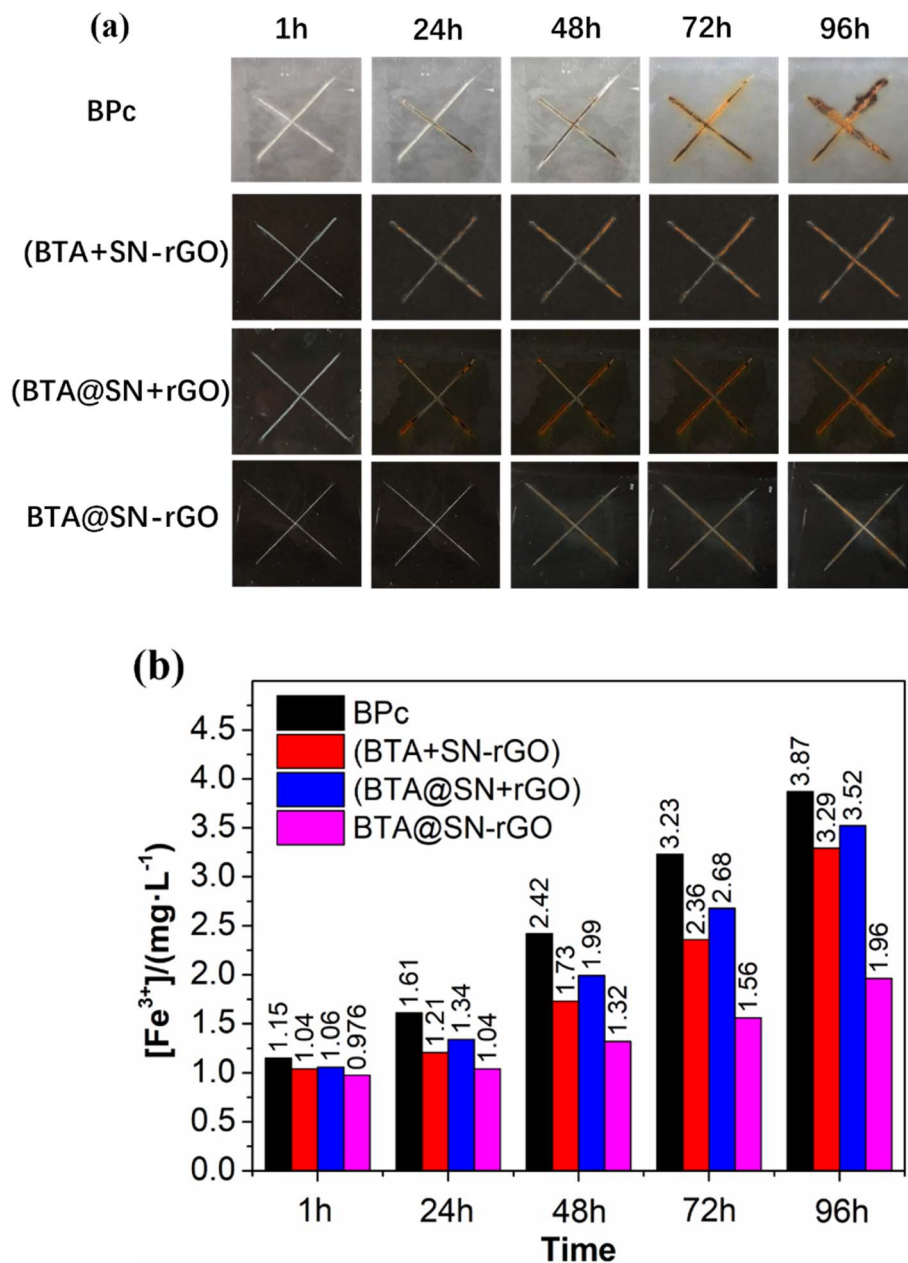 (a) 1h 24h 48h 72h 96h
BPc
(BTA+SN-rGO)
(BTA@SN+rGO)
BTA@SN-rGO
(b)
BPc
(BTA+SN-rGO)
(BTA@SN+rGO)
BTA@SN-rGO
[Fe³⁺]/(mg·L⁻¹)
4.5
4.0
3.5
3.0
2.5
2.0
1.5
1.0
0.5
0.0
1.15 1.04 1.06 0.976
1.61 1.21 1.34 1.04
2.42 1.73 1.99 1.32
3.23 2.36 2.68 1.56
3.87 3.29 3.52 1.96
1h 24h 48h 72h 96h
Time